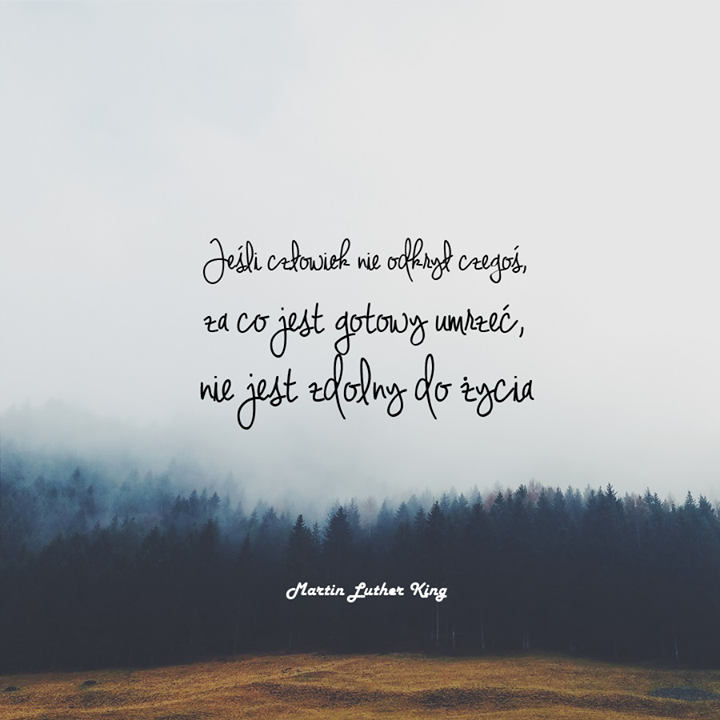 Jeśli człowiek nie odkrył czegoś,
za co jest gotowy umrzeć,
nie jest zdolny do życia
Martin Luther King